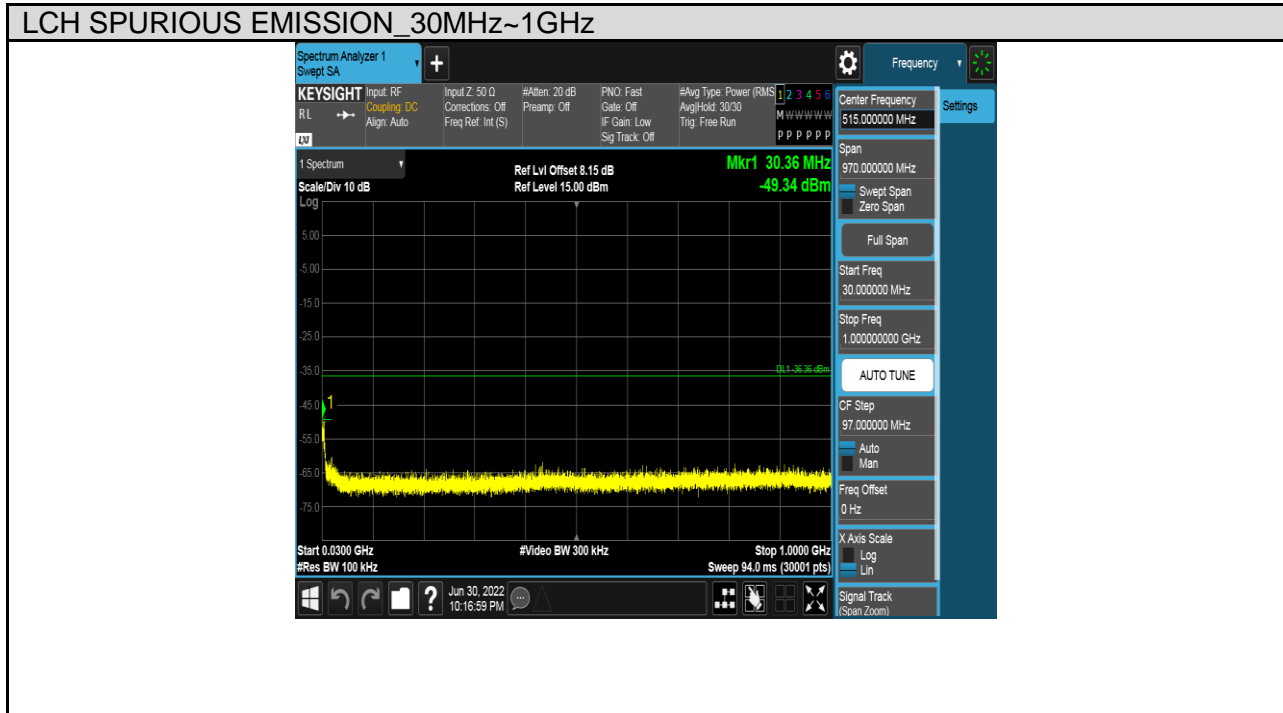 LCH SPURIOUS EMISSION_30MHz~1GHz
Spectrum Analyzer 1
Swept SA
+
Frequency
KEYSIGHT
RL
LXI
Input: RF
Coupling: DC
Align: Auto
Input Z: 50 Ω
Corrections: Off
Freq Ref: Int (S)
#Atten: 20 dB
Preamp: Off
PNO: Fast
Gate: Off
IF Gain: Low
Sig Track: Off
#Avg Type: Power (RMS
Avg|Hold: 30/30
Trig: Free Run
1 2 3 4 5 6
M W W W W W
P P P P P P
1 Spectrum
Scale/Div 10 dB
Log
Ref Lvl Offset 8.15 dB
Ref Level 15.00 dBm
Mkr1 30.36 MHz
-49.34 dBm
5.00
-5.00
-15.0
-25.0
-35.0
-45.0
-55.0
-65.0
-75.0
DL1 -36.36 dBm
1
Start 0.0300 GHz
#Res BW 100 kHz
#Video BW 300 kHz
Stop 1.0000 GHz
Sweep 94.0 ms (30001 pts)
?
Jun 30, 2022
10:16:59 PM
Center Frequency
515.000000 MHz
Span
970.000000 MHz
Swept Span
Zero Span
Full Span
Start Freq
30.000000 MHz
Stop Freq
1.000000000 GHz
AUTO TUNE
CF Step
97.000000 MHz
Auto
Man
Freq Offset
0 Hz
X Axis Scale
Log
Lin
Signal Track
(Span Zoom)
Settings